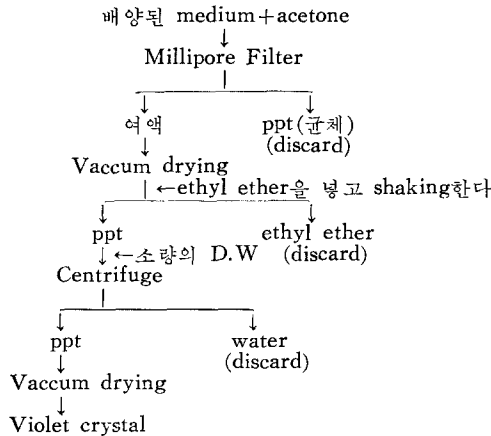 배양된 medium+acetone
Millipore Filter
여액 ppt(균체)
(discard)
Vaccum drying
←ethyl ether을 넣고 shaking한다
ppt ethyl ether
←소량의 D.W (discard)
Centrifuge
ppt water
(discard)
Vaccum drying
Violet crystal